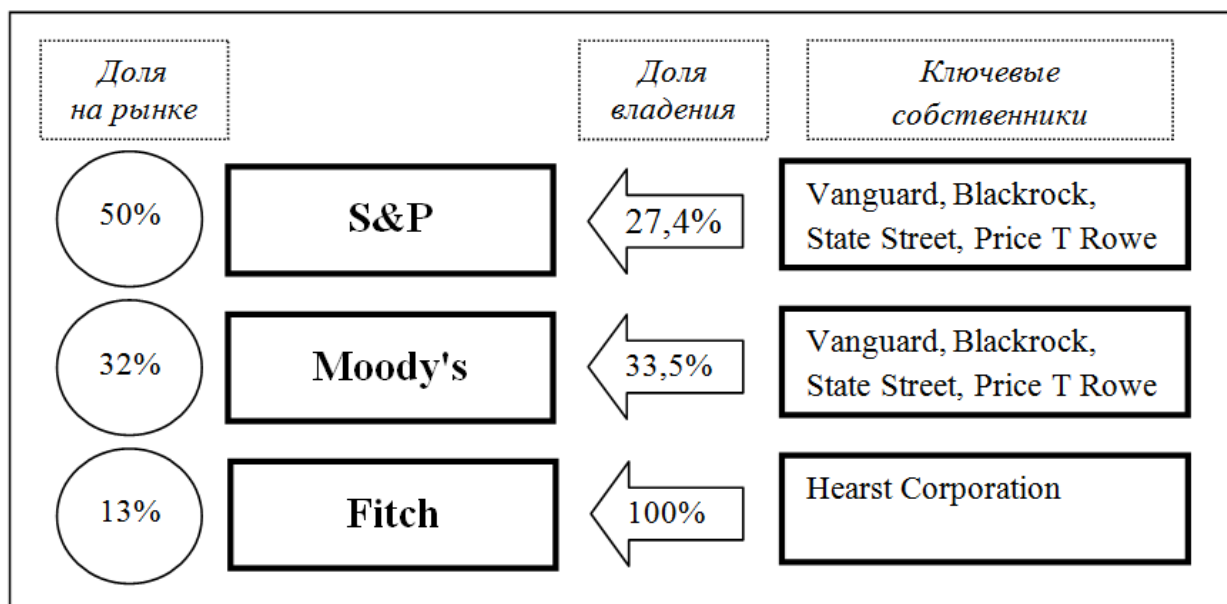 Доля
на рынке
Доля
владения
Ключевые
собственники
50%
S&P
27,4%
Vanguard, Blackrock,
State Street, Price T Rowe
32%
Moody's
33,5%
Vanguard, Blackrock,
State Street, Price T Rowe
13%
Fitch
100%
Hearst Corporation